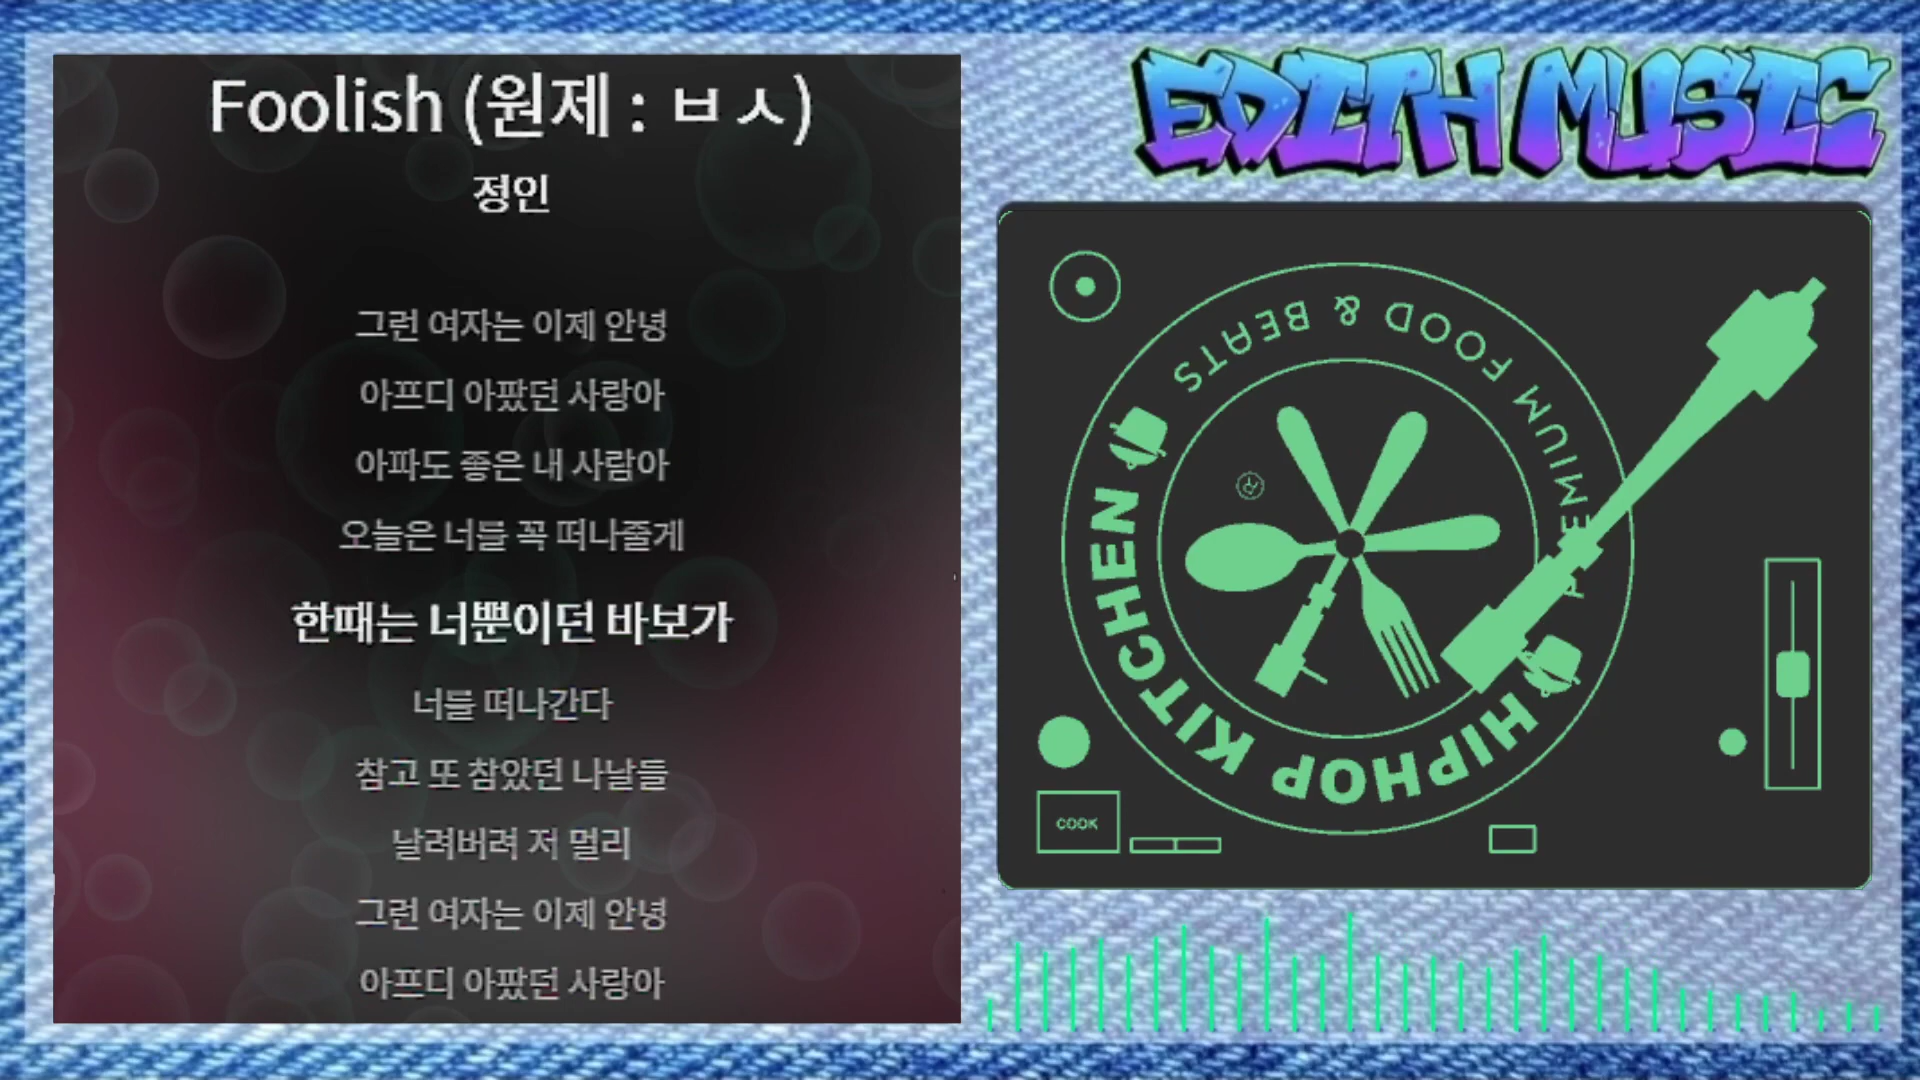 Foolish (원제 : ㅂㅅ)
정인
그런 여자는 이제 안녕
아프디 아팠던 사랑아
아파도 좋은 내 사람아
오늘은 너를 꼭 떠나줄게
한때는 너뿐이던 바보가
너를 떠나간다
참고 또 참았던 나날들
날려버려 저 멀리
그런 여자는 이제 안녕
아프디 아팠던 사랑아
EDITH MUSIC
PREMIUM FOOD & BEATS
HIPHOP KITCHEN
COOK